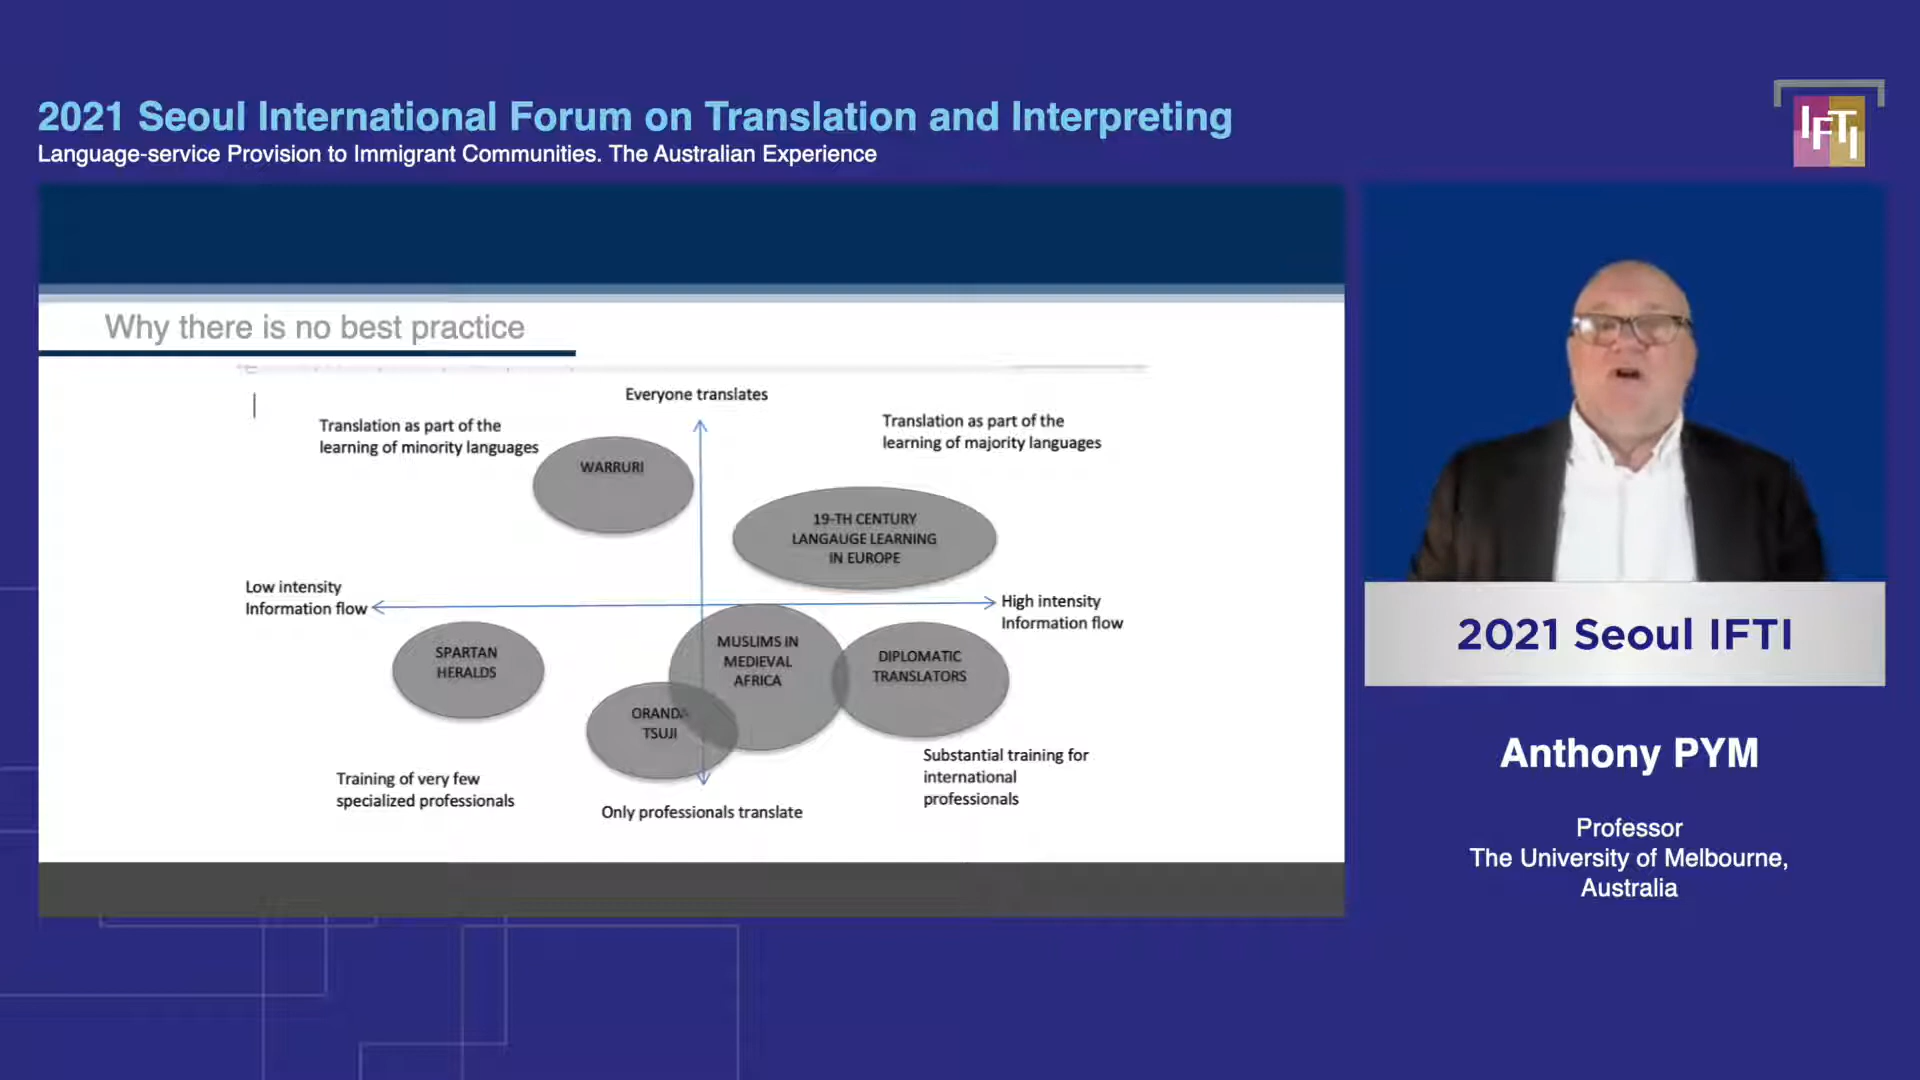 2021 Seoul International Forum on Translation and Interpreting
Language-service Provision to Immigrant Communities. The Australian Experience
IFTI
Why there is no best practice
Everyone translates
Translation as part of the
learning of minority languages
Translation as part of the
learning of majority languages
WARRURI
19-TH CENTURY
LANGAUGE LEARNING
IN EUROPE
Low intensity
Information flow
High intensity
Information flow
SPARTAN
HERALDS
MUSLIMS IN
MEDIEVAL
AFRICA
DIPLOMATIC
TRANSLATORS
ORANDA
TSUJI
Substantial training for
international
professionals
Training of very few
specialized professionals
Only professionals translate
2021 Seoul IFTI
Anthony PYM
Professor
The University of Melbourne,
Australia